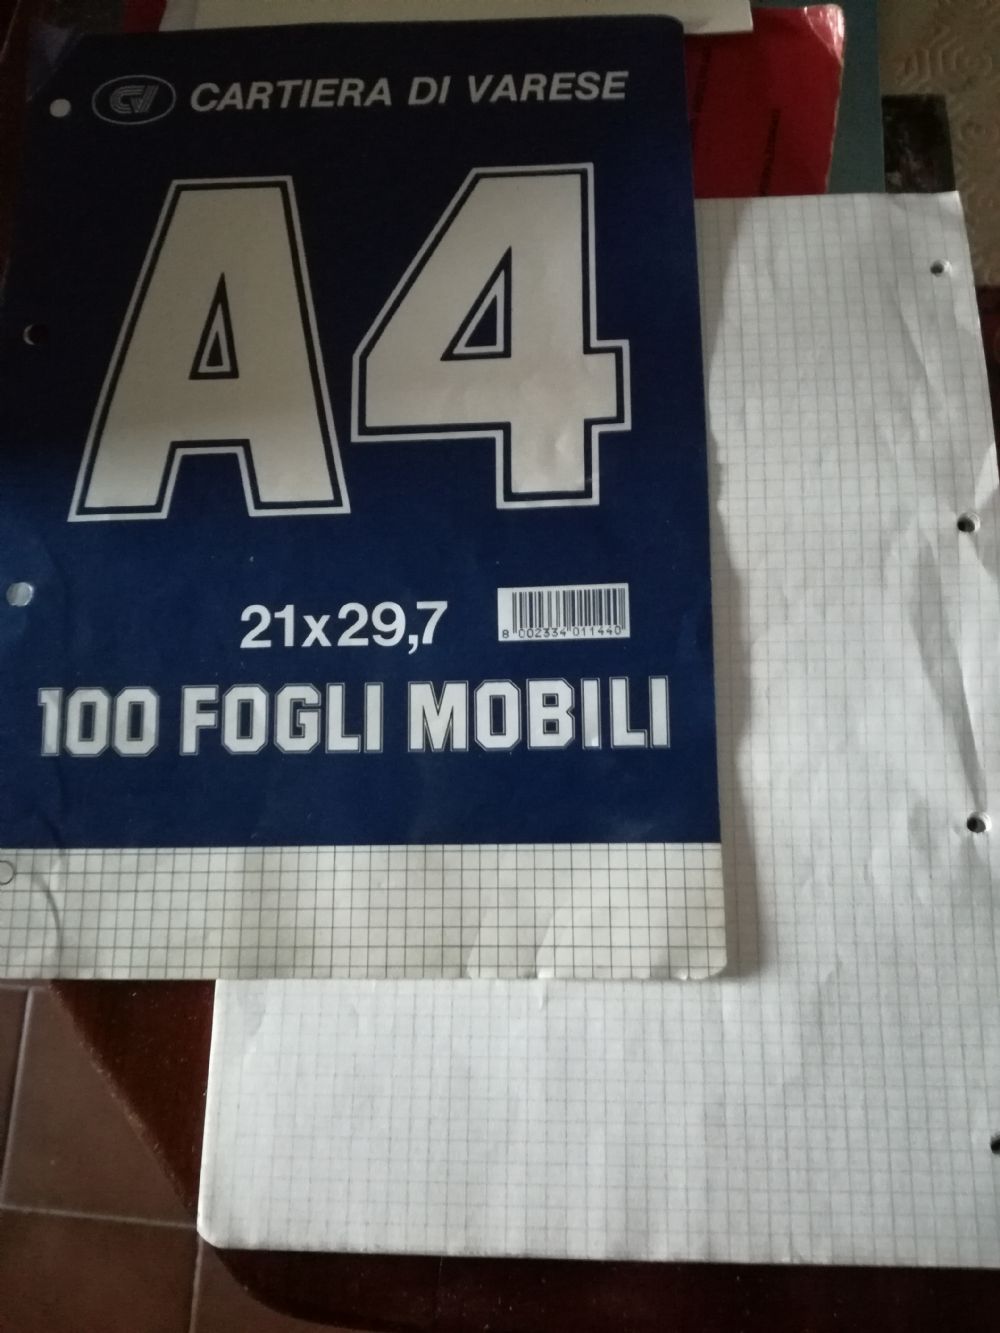 CV CARTIERA DI VARESE
A4
21x29,7
8 002334 011440
100 FOGLI MOBILI